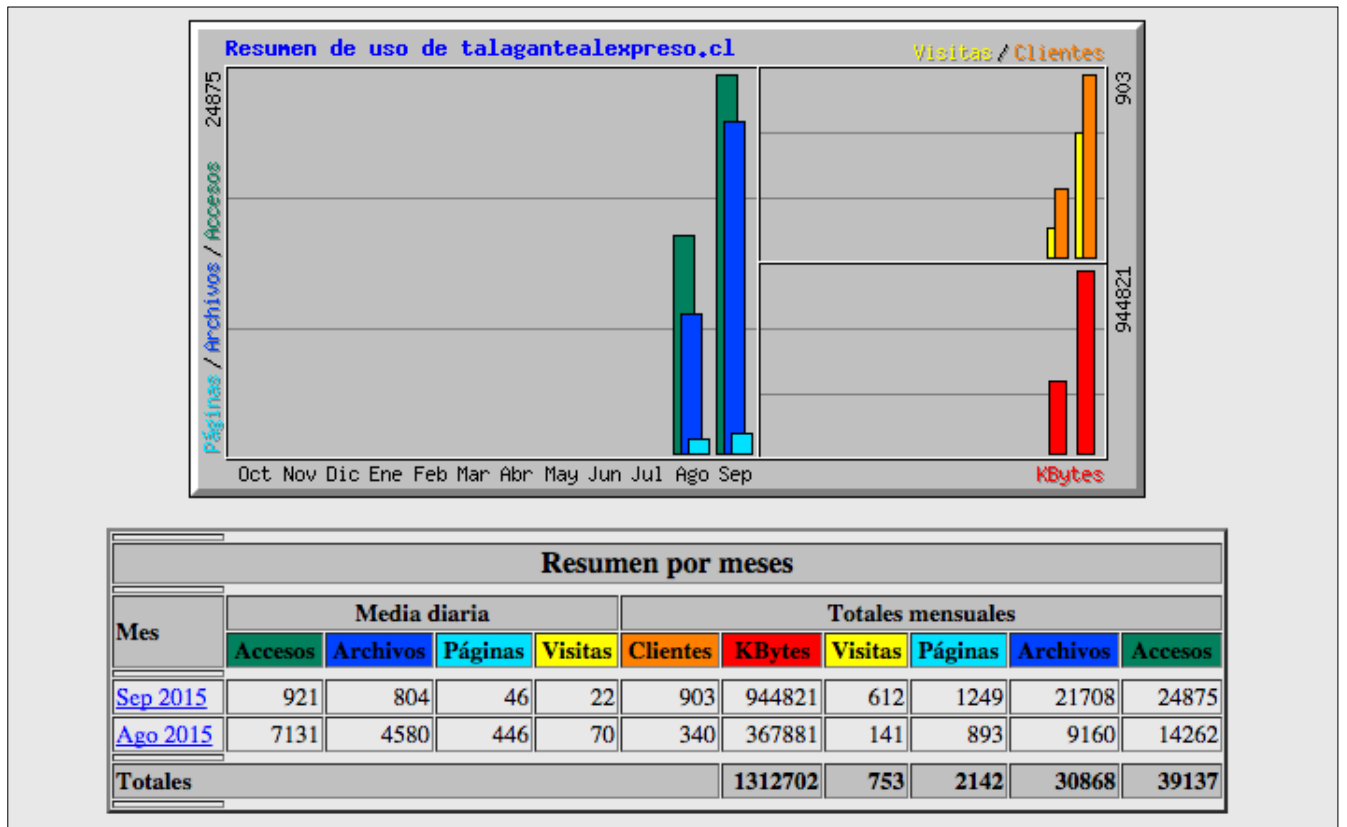 Resumen de uso de talagantealexpreso.cl
Visitas / Clientes
24875
903
Páginas / Archivos / Accesos
944821
Oct Nov Dic Ene Feb Mar Abr May Jun Jul Ago Sep
KBytes
Resumen por meses
Mes Media diaria Totales mensuales
Accesos Archivos Páginas Visitas Clientes KBytes Visitas Páginas Archivos Accesos
Sep 2015 921 804 46 22 903 944821 612 1249 21708 24875
Ago 2015 7131 4580 446 70 340 367881 141 893 9160 14262
Totales 1312702 753 2142 30868 39137